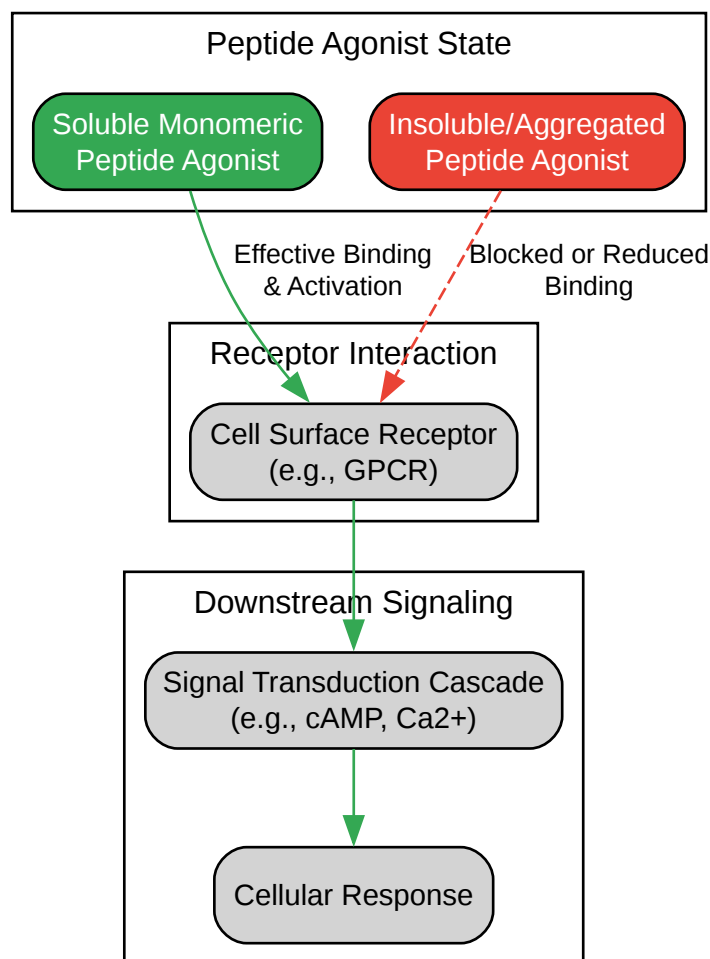 Peptide Agonist State
Soluble Monomeric
Peptide Agonist
Insoluble/Aggregated
Peptide Agonist
Effective Binding
& Activation
Blocked or Reduced
Binding
Receptor Interaction
Cell Surface Receptor
(e.g., GPCR)
Downstream Signaling
Signal Transduction Cascade
(e.g., cAMP, Ca2+)
Cellular Response